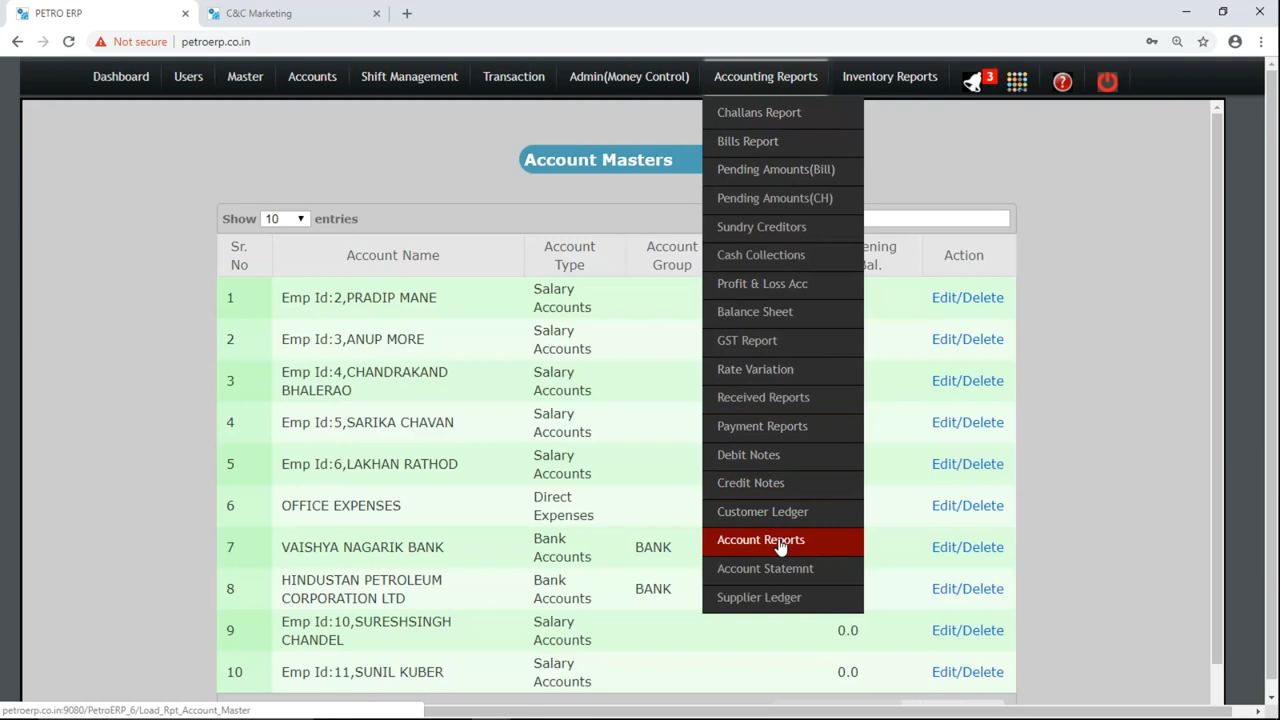 PETRO ERP
C&C Marketing
Not secure petroerp.co.in
Dashboard Users Master Accounts Shift Management Transaction Admin(Money Control) Accounting Reports Inventory Reports 3
Challans Report
Bills Report
Pending Amounts(Bill)
Pending Amounts(CH)
Sundry Creditors
Cash Collections
Profit & Loss Acc
Balance Sheet
GST Report
Rate Variation
Received Reports
Payment Reports
Debit Notes
Credit Notes
Customer Ledger
Account Reports
Account Statemnt
Supplier Ledger
Account Masters
Show 10 entries
Sr. No Account Name Account Type Account Group ening Bal. Action
1 Emp Id:2,PRADIP MANE Salary Accounts Edit/Delete
2 Emp Id:3,ANUP MORE Salary Accounts Edit/Delete
3 Emp Id:4,CHANDRAKAND BHALERAO Salary Accounts Edit/Delete
4 Emp Id:5,SARIKA CHAVAN Salary Accounts Edit/Delete
5 Emp Id:6,LAKHAN RATHOD Salary Accounts Edit/Delete
6 OFFICE EXPENSES Direct Expenses Edit/Delete
7 VAISHYA NAGARIK BANK Bank Accounts BANK Edit/Delete
8 HINDUSTAN PETROLEUM CORPORATION LTD Bank Accounts BANK Edit/Delete
9 Emp Id:10,SURESHSINGH CHANDEL Salary Accounts 0.0 Edit/Delete
10 Emp Id:11,SUNIL KUBER Salary Accounts 0.0 Edit/Delete
petroerp.co.in:9080/PetroERP_6/Load_Rpt_Account_Master